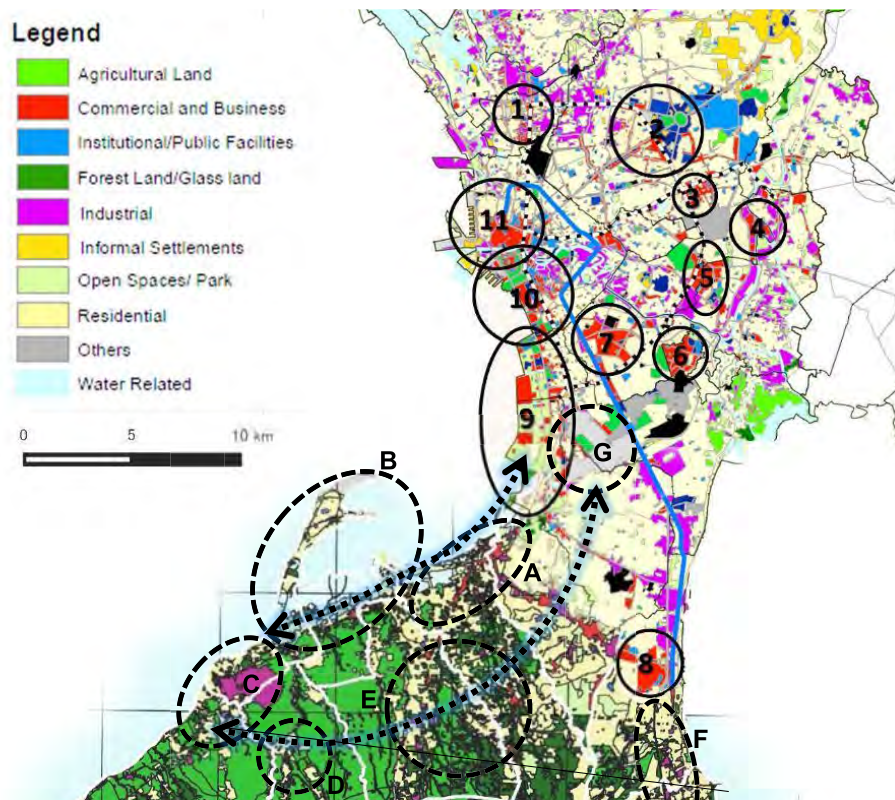 Legend
Agricultural Land
Commercial and Business
Institutional/Public Facilities
Forest Land/Glass land
Industrial
Informal Settlements
Open Spaces/ Park
Residential
Others
Water Related
0 5 10 km
1
2
3
4
11
5
10
7
6
9
G
B
A
8
C
E
F
D